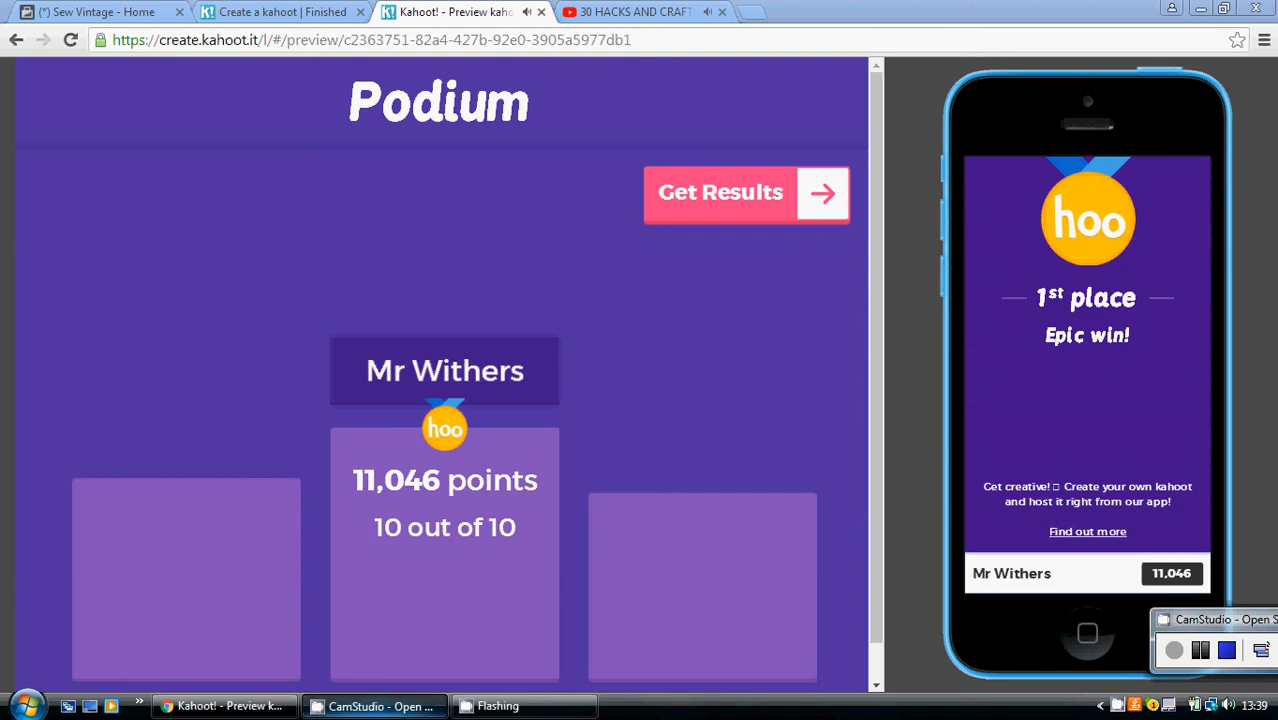 (*) Sew Vintage - Home
Create a kahoot | Finished
Kahoot! - Preview kaho
30 HACKS AND CRAFT
https://create.kahoot.it/l/#/preview/c2363751-82a4-427b-92e0-3905a5977db1
Podium
Get Results
Mr Withers
hoo
11,046 points
10 out of 10
hoo
1st place
Epic win!
Get creative! Create your own kahoot
and host it right from our app!
Find out more
Mr Withers
11,046
CamStudio - Open S
Kahoot! - Preview k...
CamStudio - Open ...
Flashing
13:39